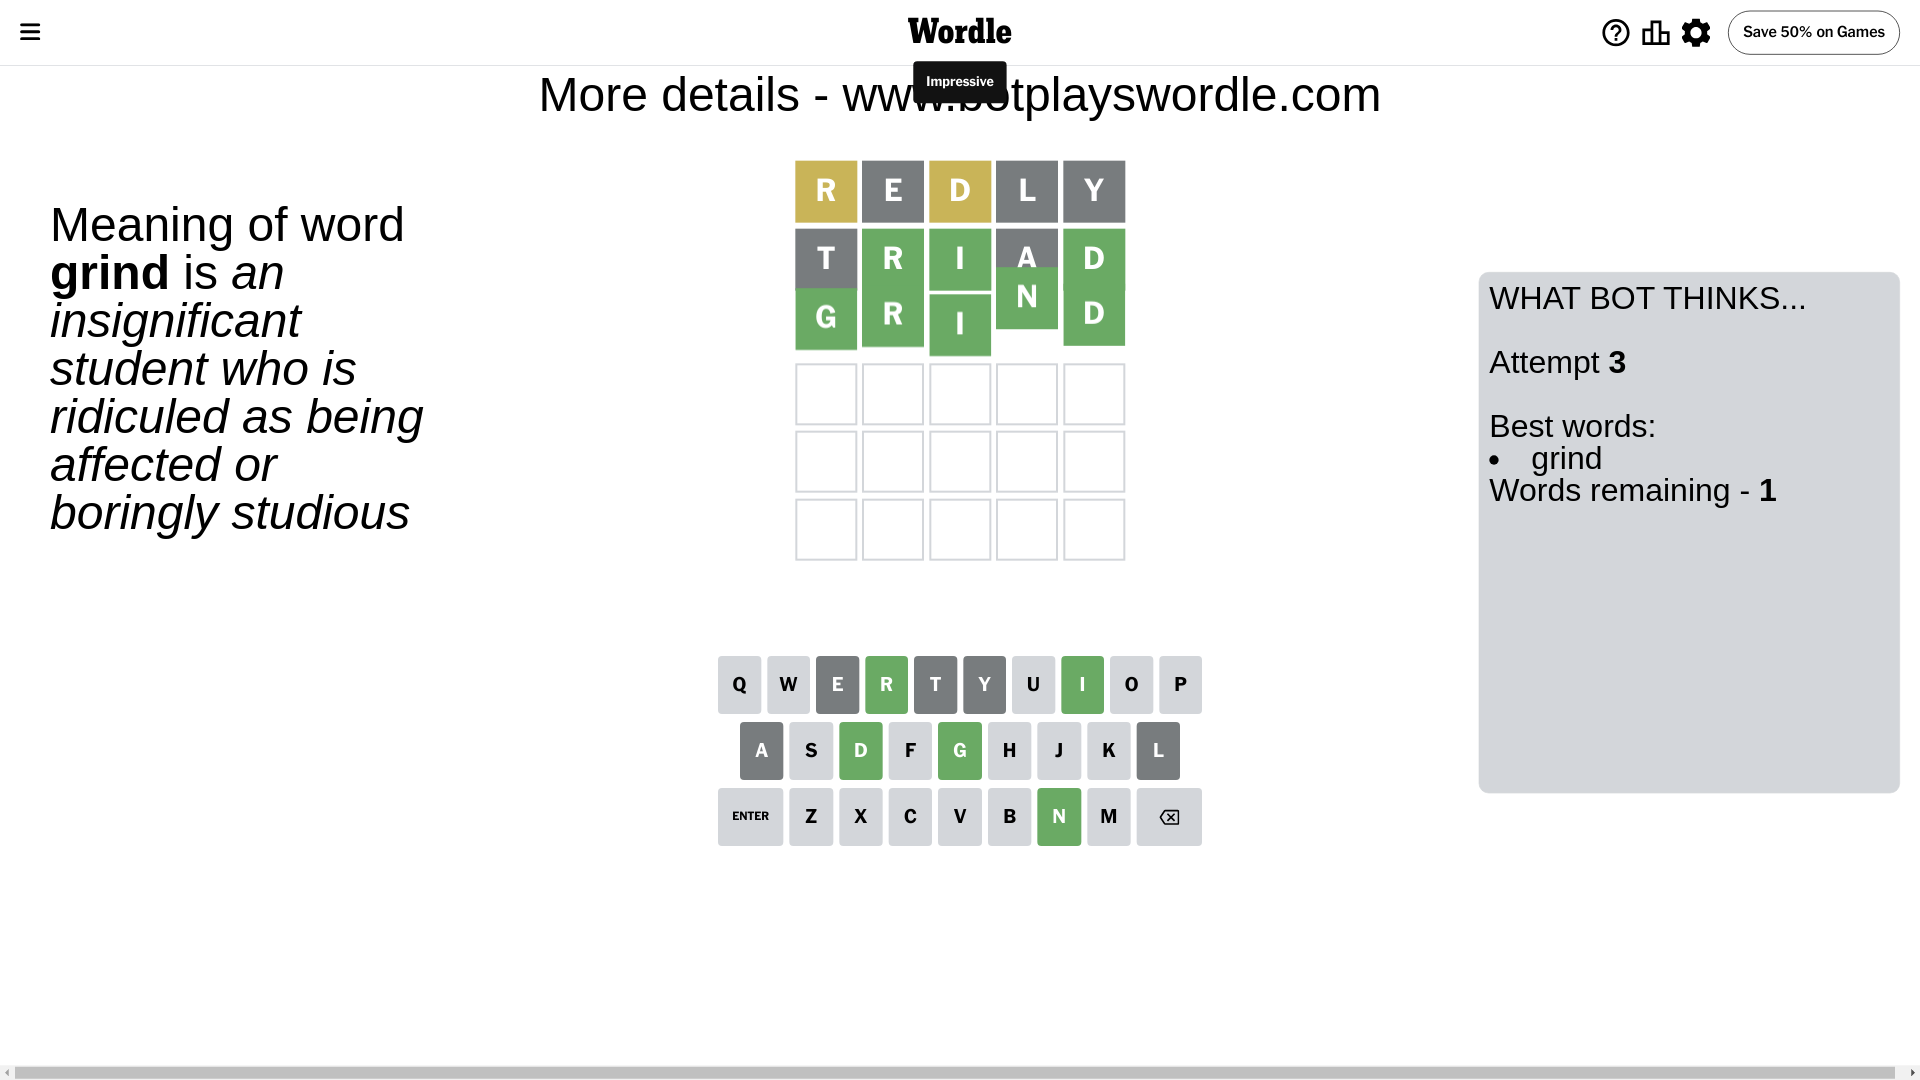 Wordle
Save 50% on Games
Impressive
More details - www.botplayswordle.com
Meaning of word
grind is an
insignificant
student who is
ridiculed as being
affected or
boringly studious
R E D L Y
T R I A D
G R I N D
WHAT BOT THINKS...
Attempt 3
Best words:
• grind
Words remaining - 1
Q W E R T Y U I O P
A S D F G H J K L
ENTER Z X C V B N M